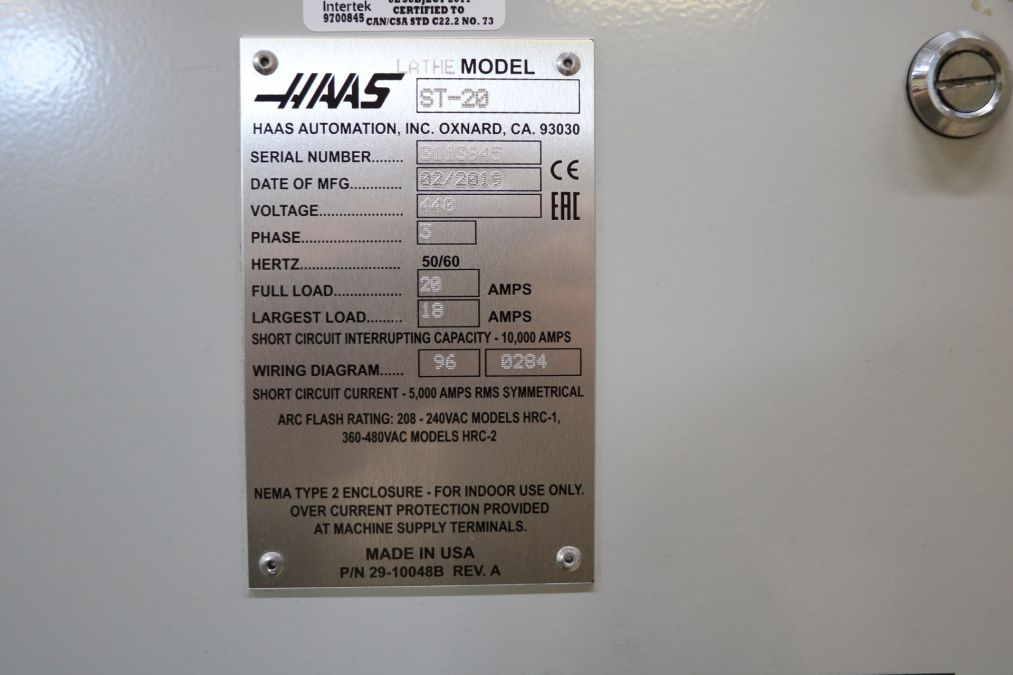 Intertek
9700845
CERTIFIED TO
CAN/CSA STD C22.2 NO. 73
LATHE MODEL
HAAS
ST-20
HAAS AUTOMATION, INC. OXNARD, CA. 93030
SERIAL NUMBER........ 3113945
DATE OF MFG............. 02/2019
CE
VOLTAGE...................... 440
EAC
PHASE.......................... 3
HERTZ.......................... 50/60
FULL LOAD.................. 20 AMPS
LARGEST LOAD......... 18 AMPS
SHORT CIRCUIT INTERRUPTING CAPACITY - 10,000 AMPS
WIRING DIAGRAM...... 96 0284
SHORT CIRCUIT CURRENT - 5,000 AMPS RMS SYMMETRICAL
ARC FLASH RATING: 208 - 240VAC MODELS HRC-1,
360-480VAC MODELS HRC-2
NEMA TYPE 2 ENCLOSURE - FOR INDOOR USE ONLY.
OVER CURRENT PROTECTION PROVIDED
AT MACHINE SUPPLY TERMINALS.
MADE IN USA
P/N 29-10048B REV. A